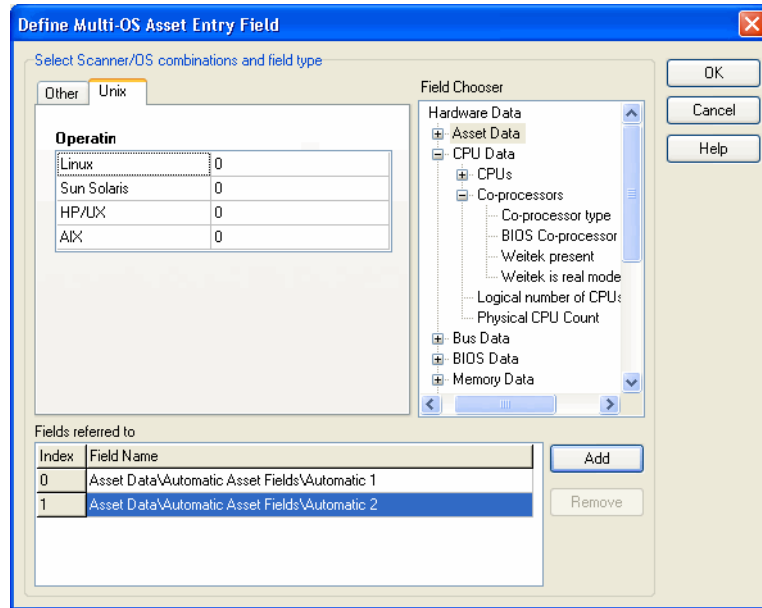 Define Multi-OS Asset Entry Field
Select Scanner/OS combinations and field type
Other Unix
Operatin
Linux 0
Sun Solaris 0
HP/UX 0
AIX 0
Field Chooser
Hardware Data
Asset Data
CPU Data
CPUs
Co-processors
Co-processor type
BIOS Co-processor
Weitek present
Weitek is real mode
Logical number of CPUs
Physical CPU Count
Bus Data
BIOS Data
Memory Data
OK
Cancel
Help
Fields referred to
Index Field Name
0 Asset Data\Automatic Asset Fields\Automatic 1
1 Asset Data\Automatic Asset Fields\Automatic 2
Add
Remove